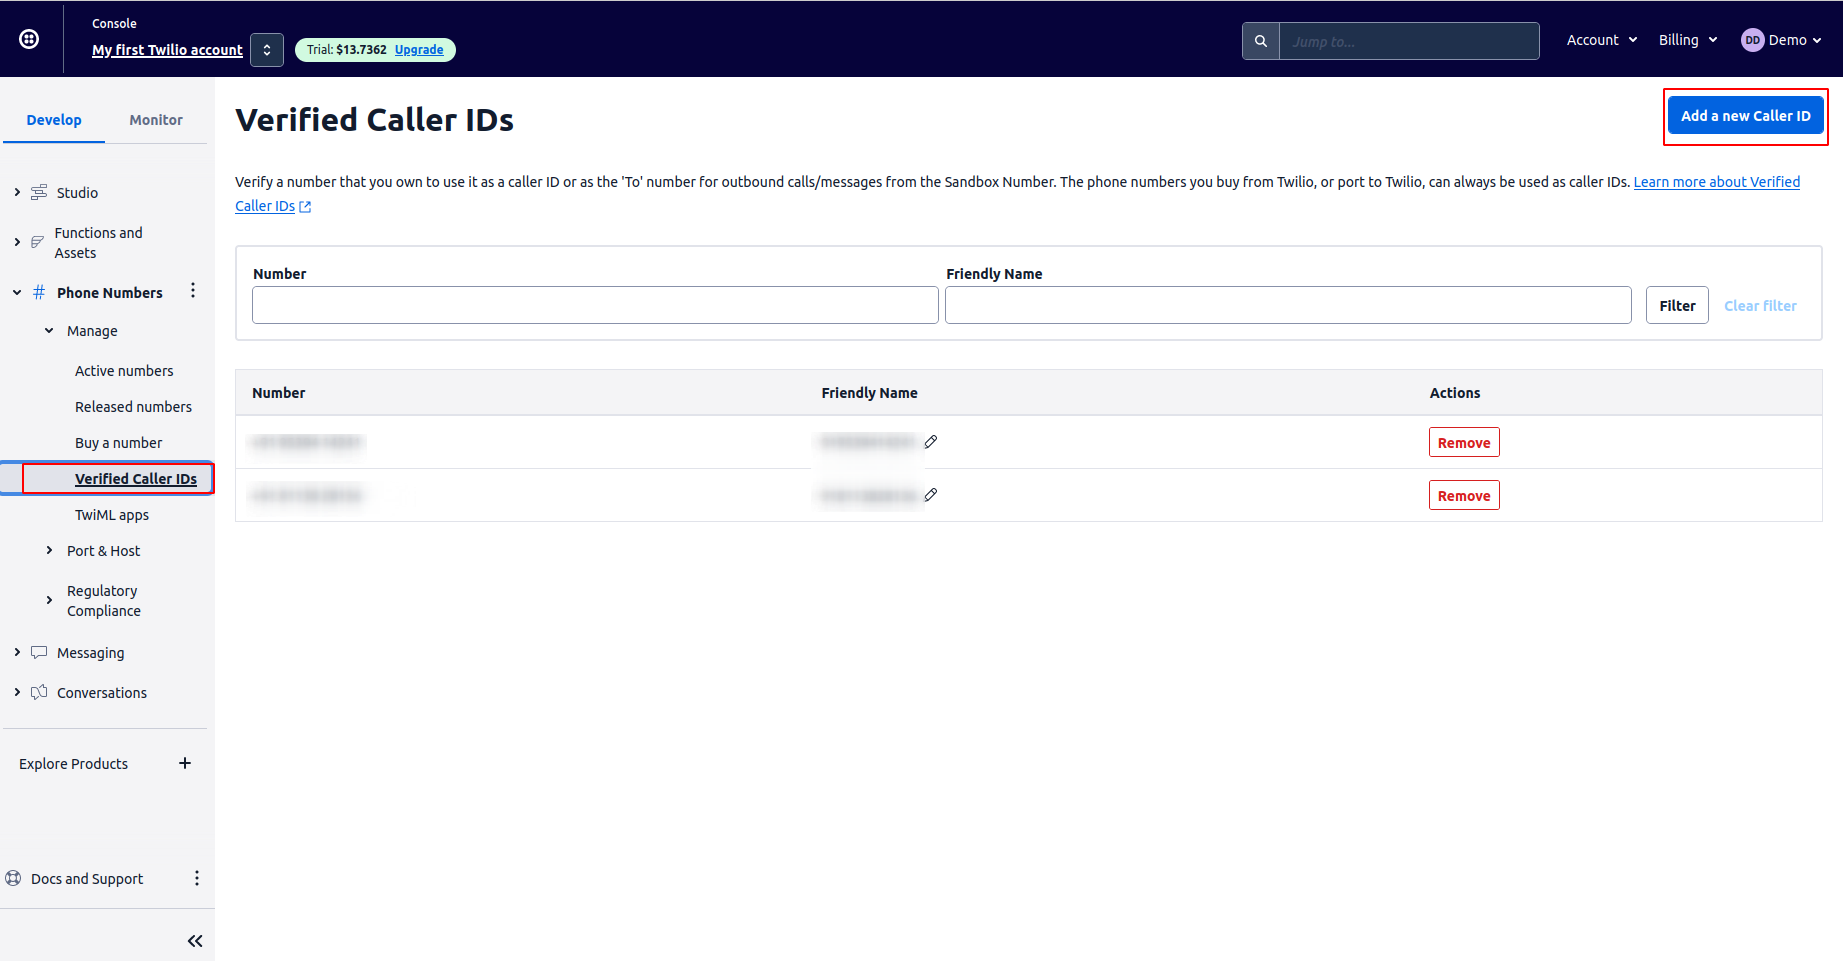 Console
My first Twilio account
Trial: $13.7362 Upgrade
Jump to...
Account
Billing
DD Demo
Develop
Monitor
Studio
Functions and
Assets
Phone Numbers
Manage
Active numbers
Released numbers
Buy a number
Verified Caller IDs
TwiML apps
Port & Host
Regulatory
Compliance
Messaging
Conversations
Explore Products
Docs and Support
Verified Caller IDs
Add a new Caller ID
Verify a number that you own to use it as a caller ID or as the 'To' number for outbound calls/messages from the Sandbox Number. The phone numbers you buy from Twilio, or port to Twilio, can always be used as caller IDs. Learn more about Verified
Caller IDs
Number
Friendly Name
Filter
Clear filter
Number
Friendly Name
Actions
Remove
Remove